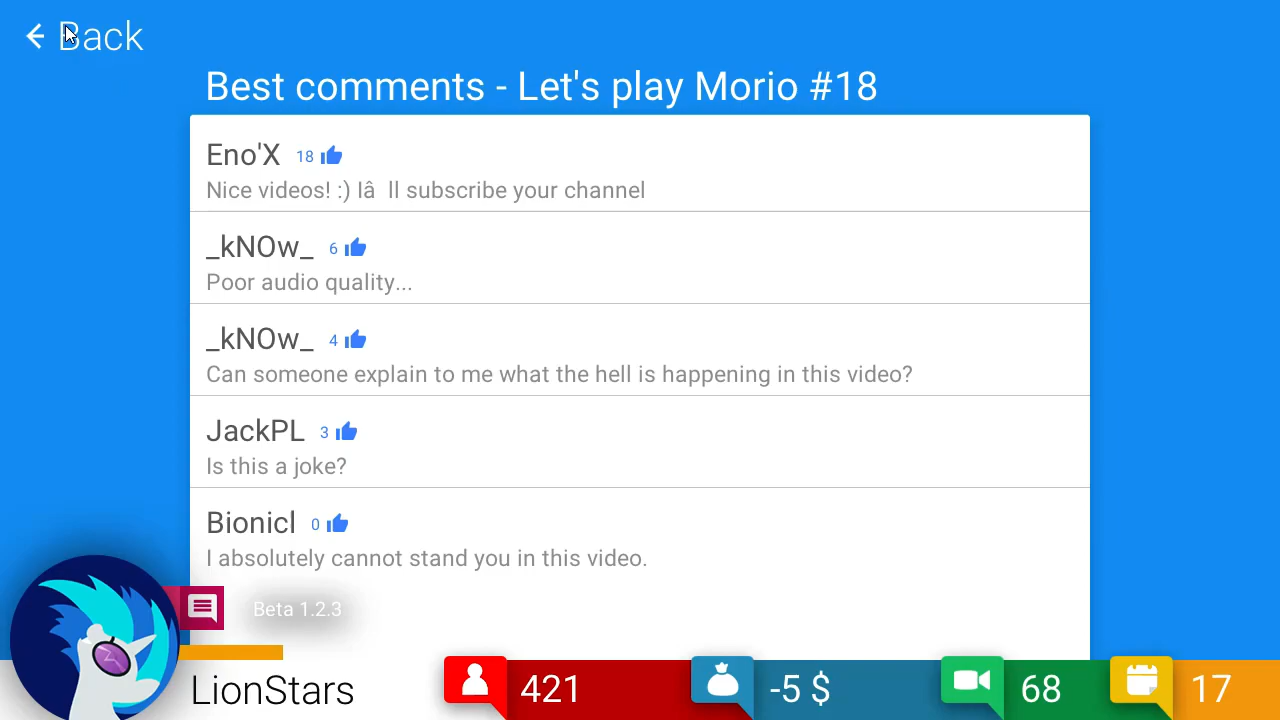 Back
Best comments - Let's play Morio #18
Eno'X 18
Nice videos! :) Iâ ll subscribe your channel
_kNOw_ 6
Poor audio quality...
_kNOw_ 4
Can someone explain to me what the hell is happening in this video?
JackPL 3
Is this a joke?
Bionicl 0
I absolutely cannot stand you in this video.
Beta 1.2.3
LionStars 421 -5 $ 68 17